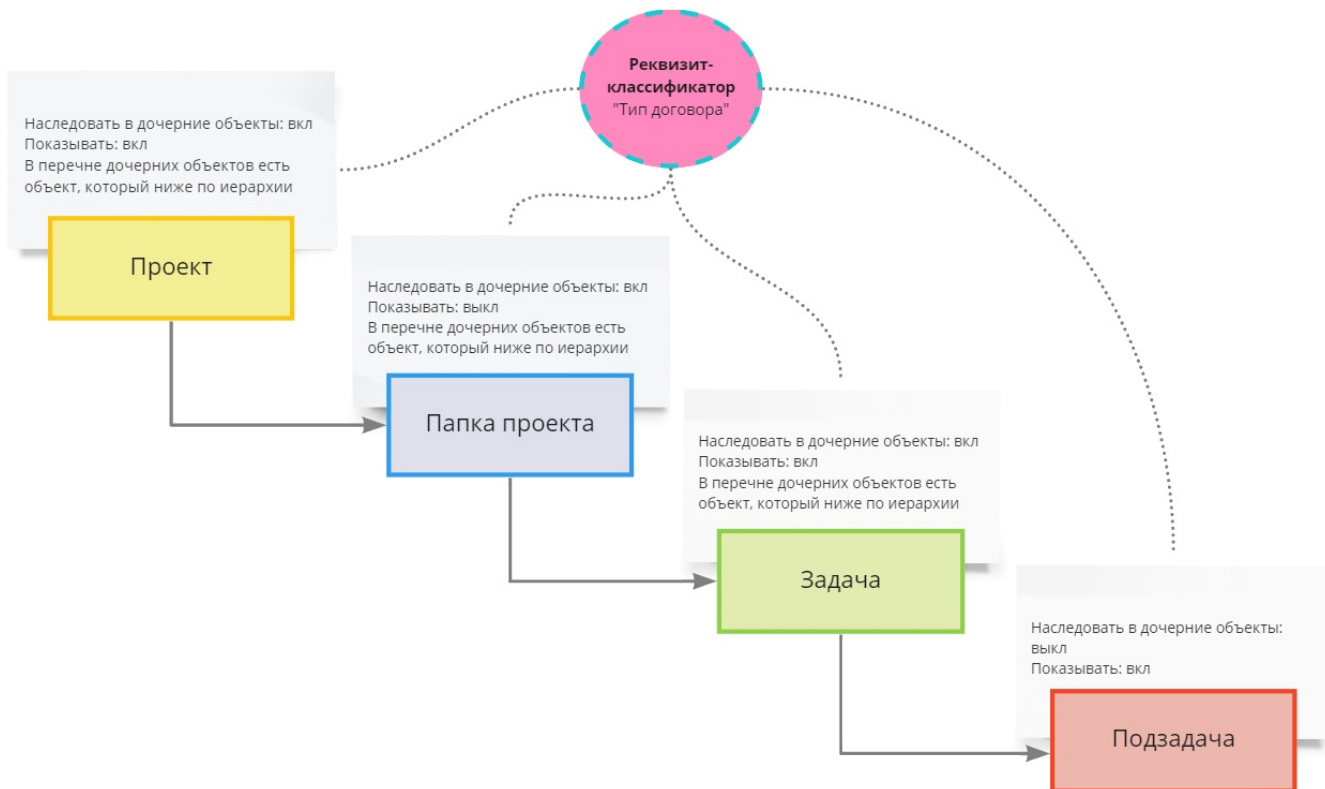 Реквизит-
классификатор
"Тип договора"
Наследовать в дочерние объекты: вкл
Показывать: вкл
В перечне дочерних объектов есть
объект, который ниже по иерархии
Проект
Наследовать в дочерние объекты: вкл
Показывать: выкл
В перечне дочерних объектов есть
объект, который ниже по иерархии
Папка проекта
Наследовать в дочерние объекты: вкл
Показывать: вкл
В перечне дочерних объектов есть
объект, который ниже по иерархии
Задача
Наследовать в дочерние объекты:
выкл
Показывать: вкл
Подзадача